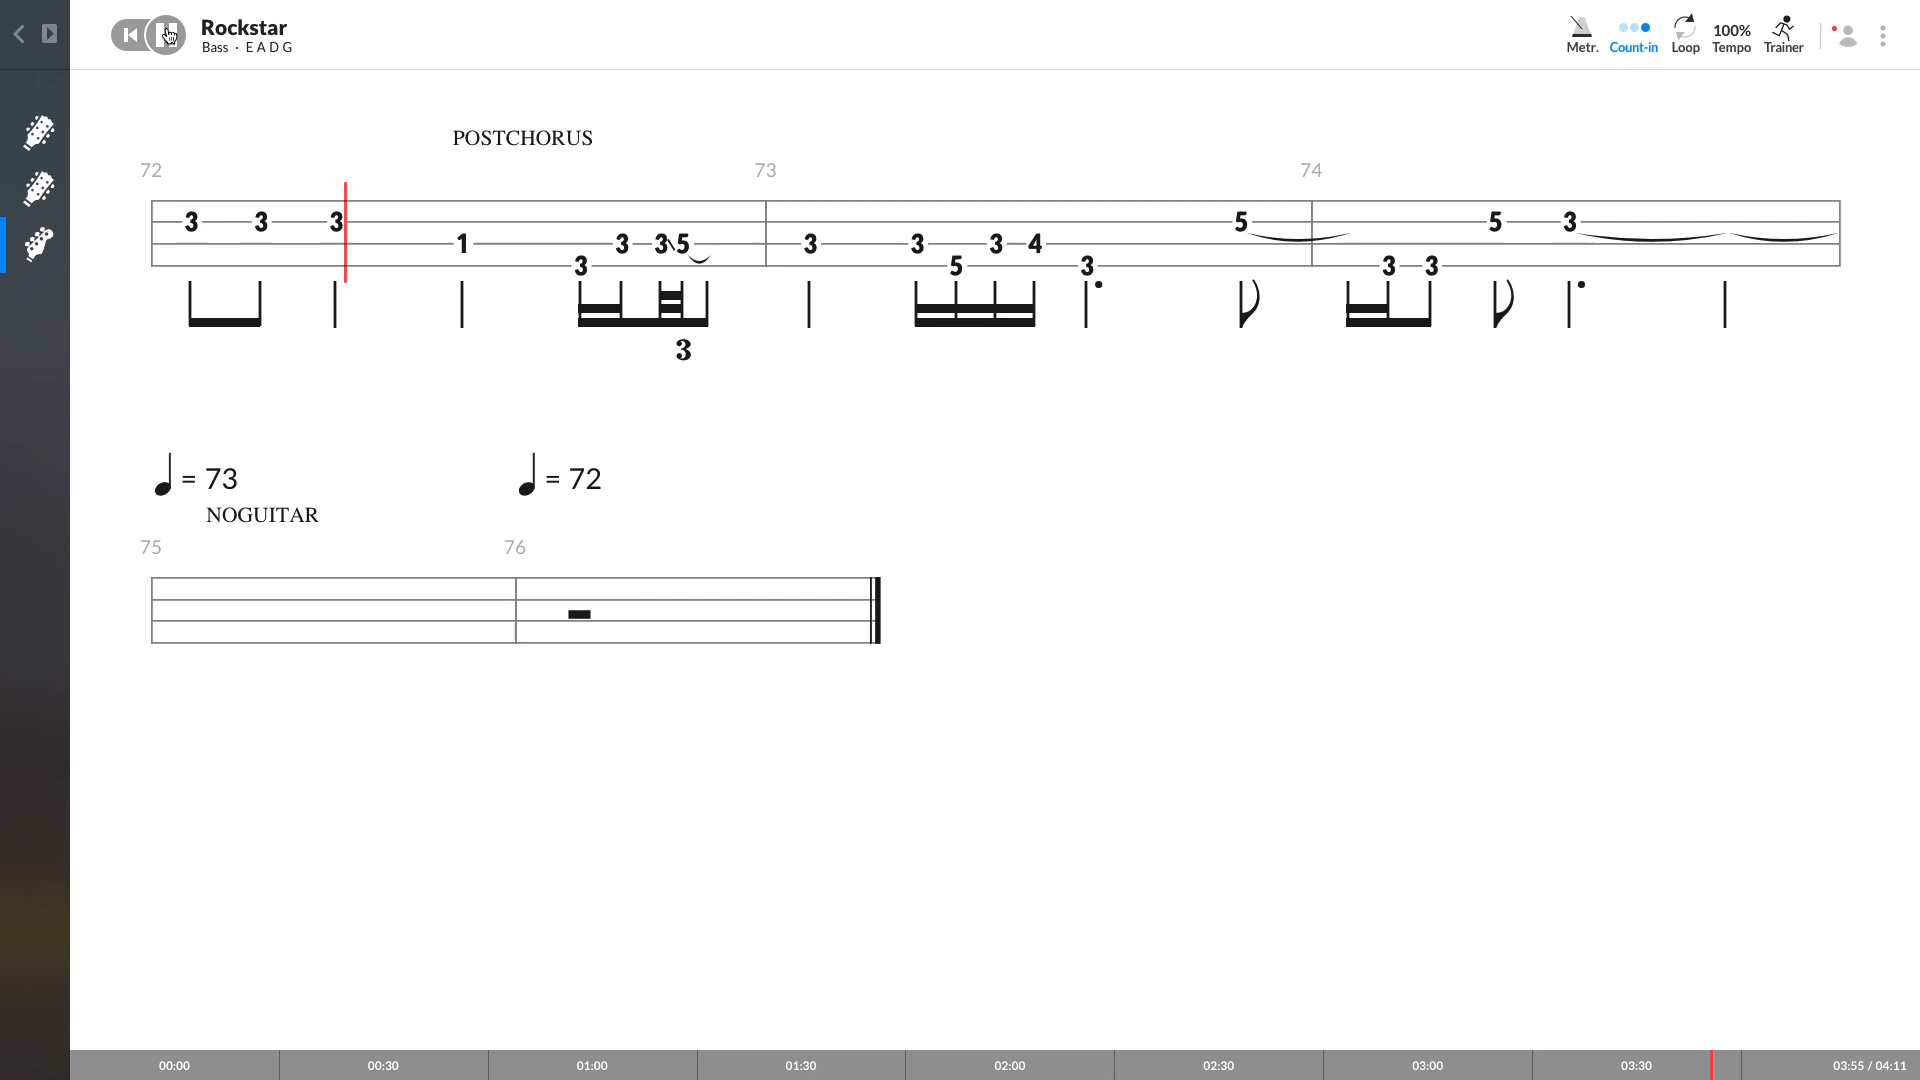 Rockstar
Bass · E A D G
Metr.
Count-in
Loop
100%
Tempo
Trainer
POSTCHORUS
72 73 74
3 3 3 5 5 3
1 3 3 5 3 3 3 4
3 5 3 3 3
3
= 73 = 72
NOGUITAR
75 76
00:00 00:30 01:00 01:30 02:00 02:30 03:00 03:30 03:55 / 04:11